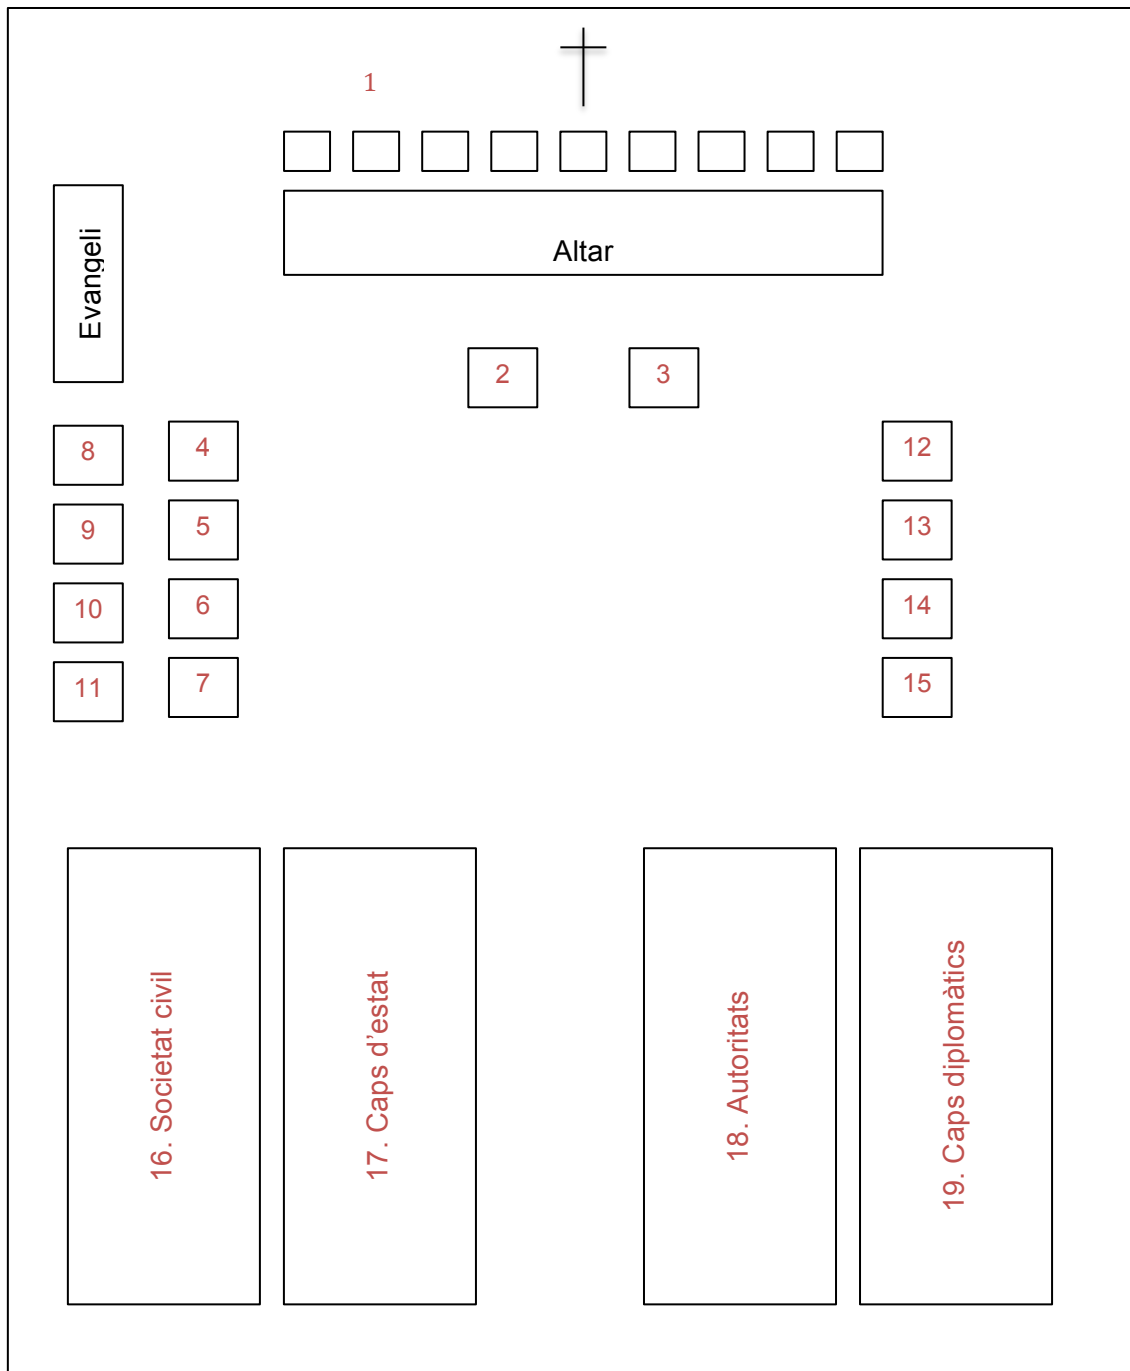 1
Altar
Evangeli
2
3
8
4
12
9
5
13
10
6
14
11
7
15
16. Societat civil
17. Caps d’estat
18. Autoritats
19. Caps diplomàtics